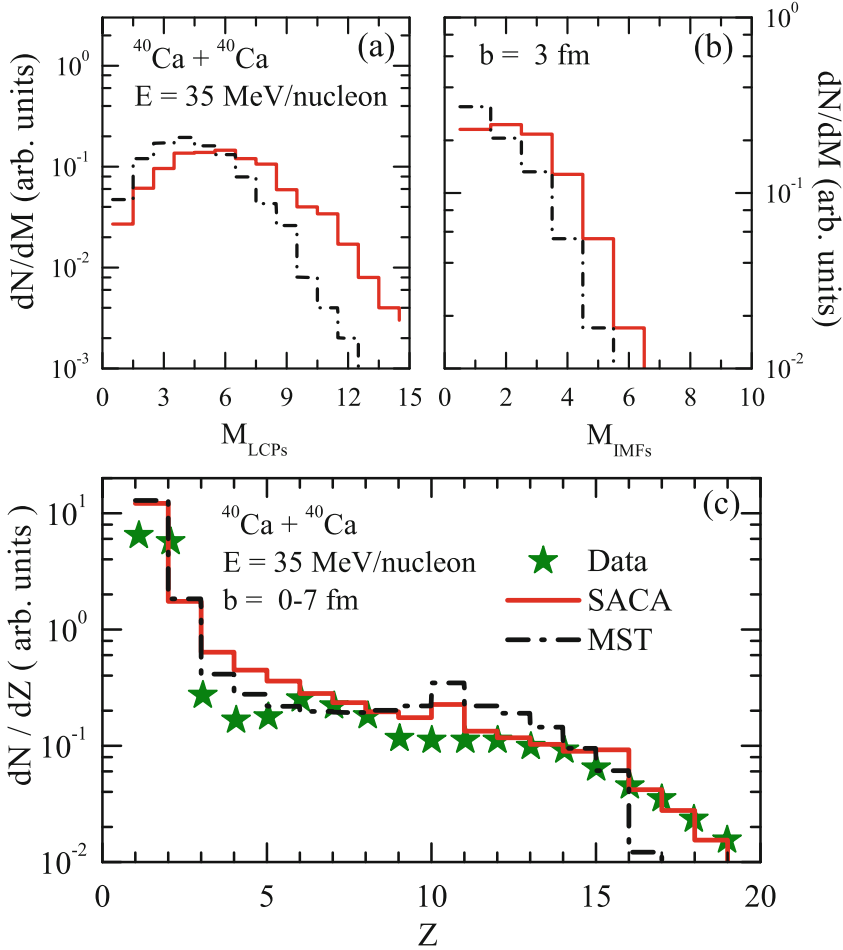 (a)
⁴⁰Ca + ⁴⁰Ca
E = 35 MeV/nucleon
dN/dM (arb. units)
10⁰
10⁻¹
10⁻²
10⁻³
0 3 6 9 12 15
M_LCPs
(b)
b = 3 fm
10⁰
10⁻¹
10⁻²
dN/dM (arb. units)
0 2 4 6 8 10
M_IMFs
(c)
⁴⁰Ca + ⁴⁰Ca
E = 35 MeV/nucleon
b = 0-7 fm
Data
SACA
MST
dN / dZ ( arb. units )
10¹
10⁰
10⁻¹
10⁻²
0 5 10 15 20
Z